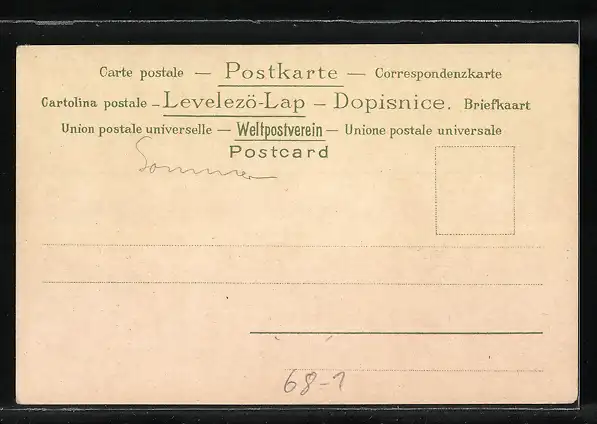 Carte postale — Postkarte — Correspondenzkarte
Cartolina postale – Levelezö-Lap – Dopisnice. Briefkaart
Union postale universelle — Weltpostverein — Unione postale universale
Postcard
Sommer
68-1